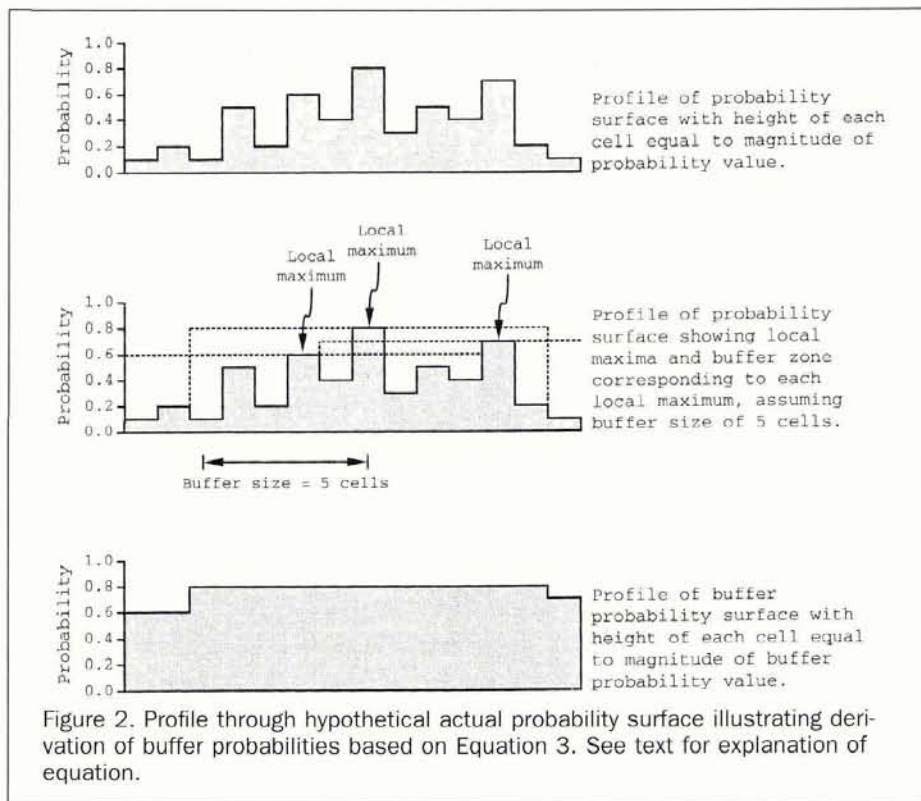 Probability
1.0
0.8
0.6
0.4
0.2
0.0
Profile of probability
surface with height of each
cell equal to magnitude of
probability value.
Local
maximum
Local
maximum
Local
maximum
Probability
1.0
0.8
0.6
0.4
0.2
0.0
Profile of probability
surface showing local
maxima and buffer zone
corresponding to each
local maximum, assuming
buffer size of 5 cells.
Buffer size = 5 cells
Probability
1.0
0.8
0.6
0.4
0.2
0.0
Profile of buffer
probability surface with
height of each cell equal
to magnitude of buffer
probability value.
Figure 2. Profile through hypothetical actual probability surface illustrating deri-
vation of buffer probabilities based on Equation 3. See text for explanation of
equation.